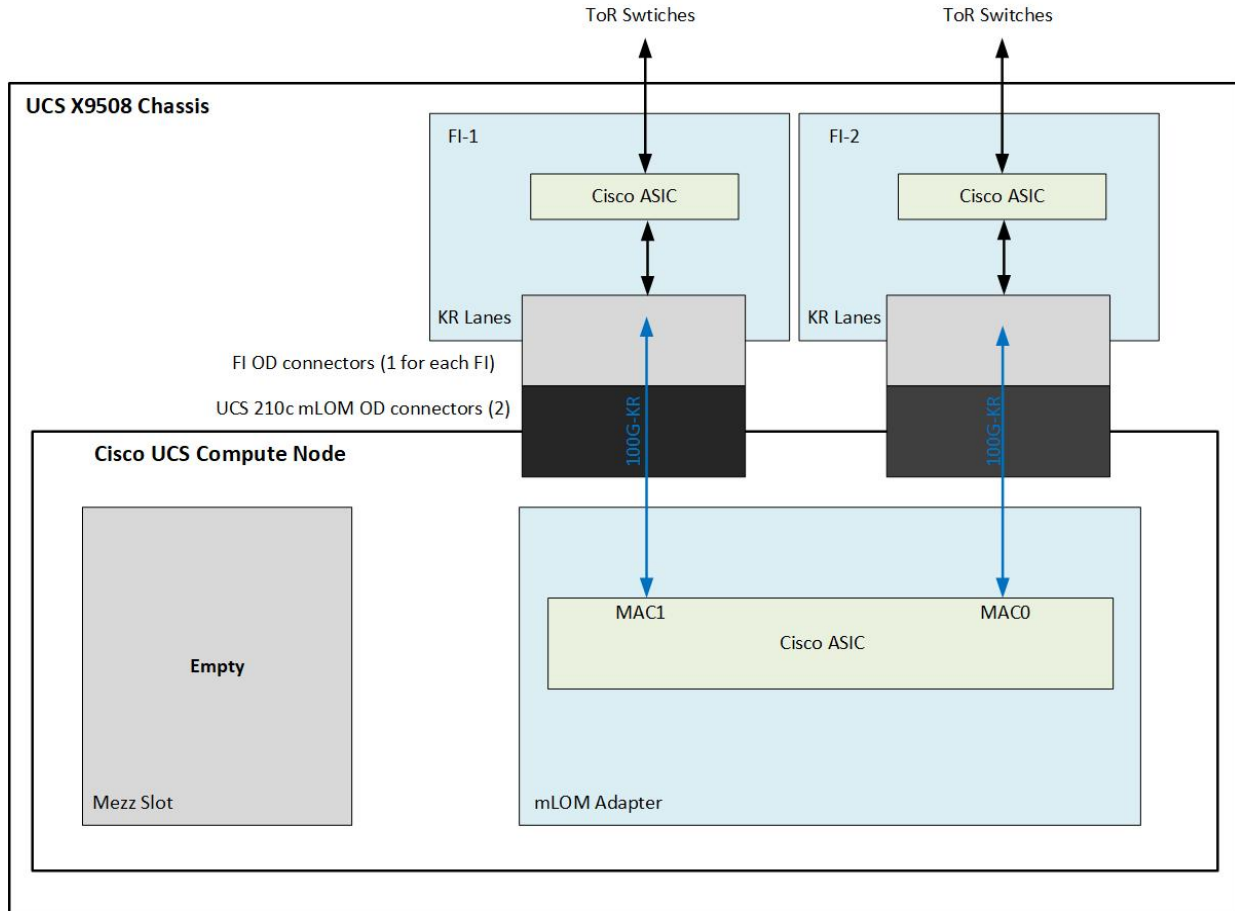 ToR Swtiches
ToR Switches
UCS X9508 Chassis
FI-1
FI-2
Cisco ASIC
Cisco ASIC
KR Lanes
KR Lanes
FI OD connectors (1 for each FI)
UCS 210c mLOM OD connectors (2)
100G-KR
100G-KR
Cisco UCS Compute Node
MAC1
MAC0
Cisco ASIC
Empty
Mezz Slot
mLOM Adapter